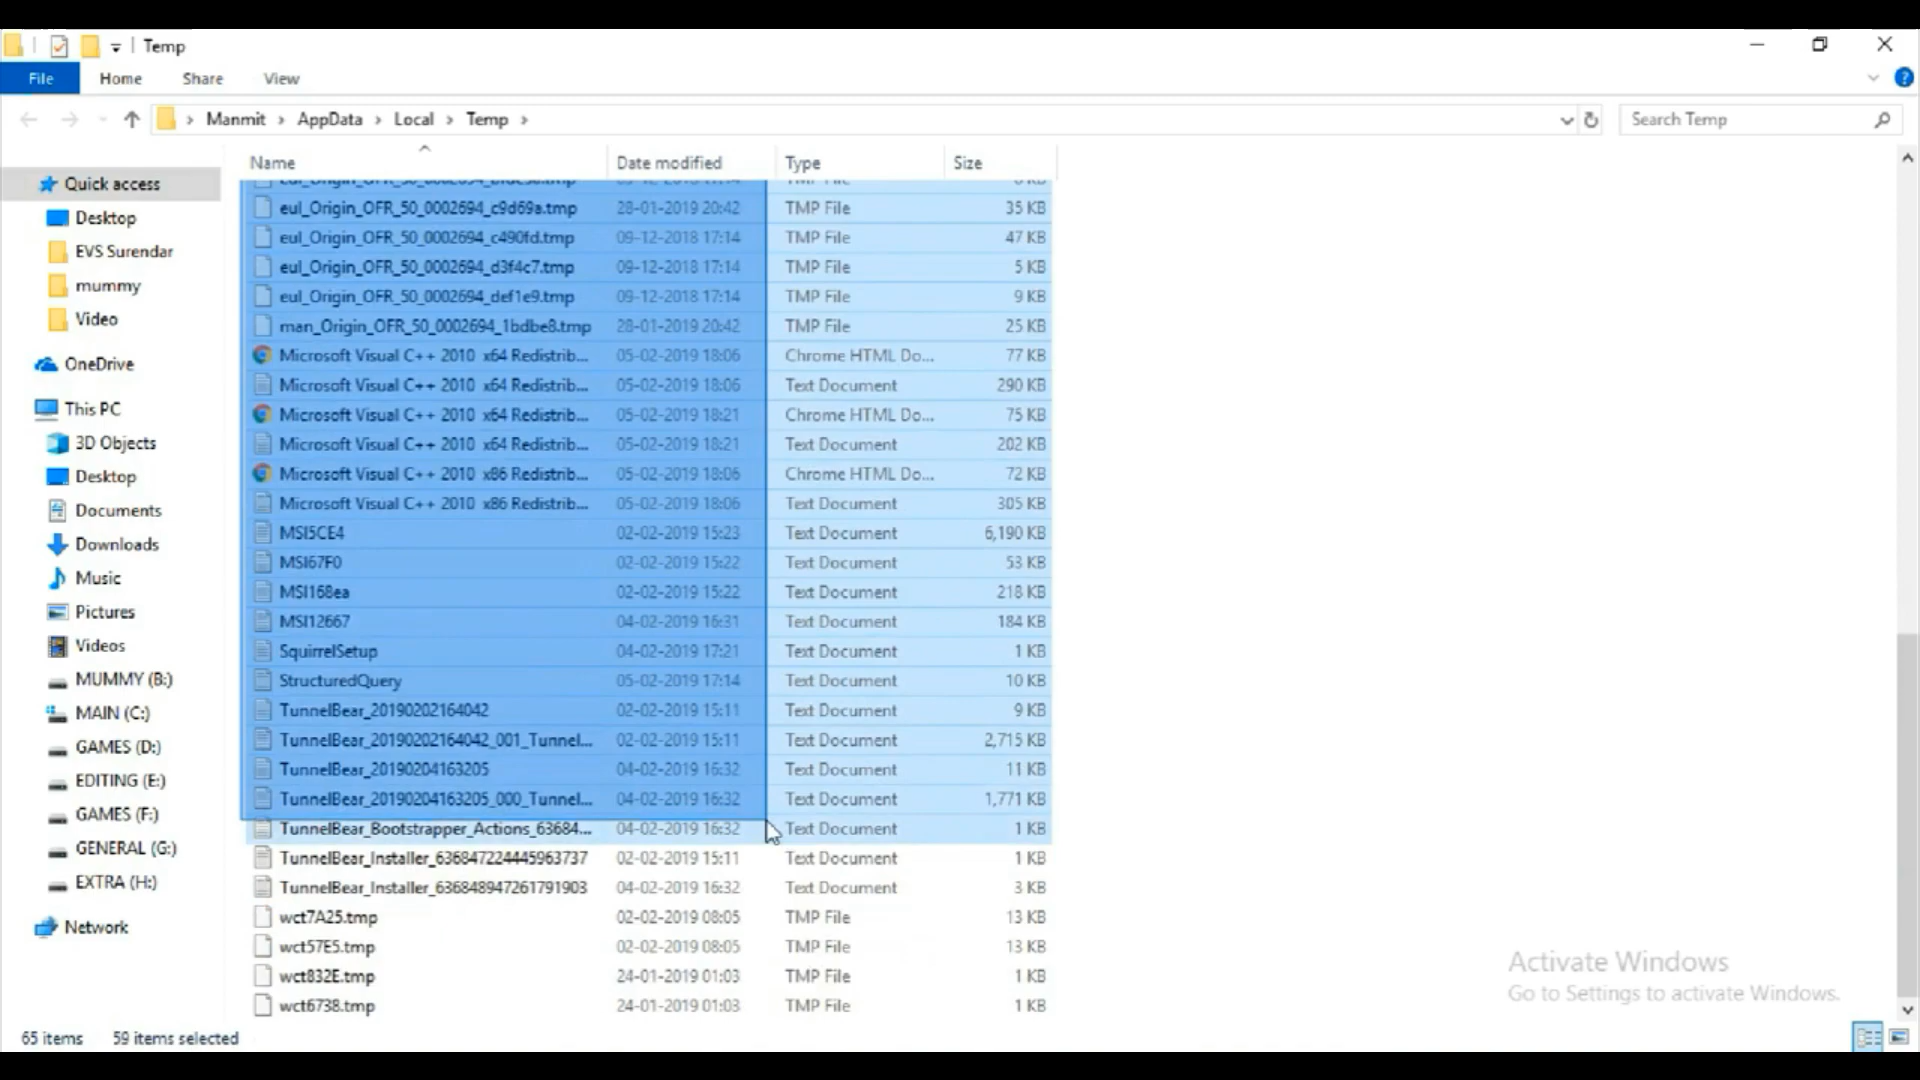 Temp
File Home Share View
Manmit > AppData > Local > Temp >
Search Temp
Name Date modified Type Size
Quick access
Desktop
EVS Surendar
mummy
Video
OneDrive
This PC
3D Objects
Desktop
Documents
Downloads
Music
Pictures
Videos
MUMMY (B:)
MAIN (C:)
GAMES (D:)
EDITING (E:)
GAMES (F:)
GENERAL (G:)
EXTRA (H:)
Network
eul_Origin_OFR_50_0002694_c9d69a.tmp 28-01-2019 20:42 TMP File 35 KB
eul_Origin_OFR_50_0002694_c490fd.tmp 09-12-2018 17:14 TMP File 47 KB
eul_Origin_OFR_50_0002694_d3f4c7.tmp 09-12-2018 17:14 TMP File 5 KB
eul_Origin_OFR_50_0002694_def1e9.tmp 09-12-2018 17:14 TMP File 9 KB
man_Origin_OFR_50_0002694_1bdbe8.tmp 28-01-2019 20:42 TMP File 25 KB
Microsoft Visual C++ 2010 x64 Redistrib... 05-02-2019 18:06 Chrome HTML Do... 77 KB
Microsoft Visual C++ 2010 x64 Redistrib... 05-02-2019 18:06 Text Document 290 KB
Microsoft Visual C++ 2010 x64 Redistrib... 05-02-2019 18:21 Chrome HTML Do... 75 KB
Microsoft Visual C++ 2010 x64 Redistrib... 05-02-2019 18:21 Text Document 202 KB
Microsoft Visual C++ 2010 x86 Redistrib... 05-02-2019 18:06 Chrome HTML Do... 72 KB
Microsoft Visual C++ 2010 x86 Redistrib... 05-02-2019 18:06 Text Document 305 KB
MSI5CE4 02-02-2019 15:23 Text Document 6,190 KB
MSI67F0 02-02-2019 15:22 Text Document 53 KB
MSI168ea 02-02-2019 15:22 Text Document 218 KB
MSI12667 04-02-2019 16:31 Text Document 184 KB
SquirrelSetup 04-02-2019 17:21 Text Document 1 KB
StructuredQuery 05-02-2019 17:14 Text Document 10 KB
TunnelBear_20190202164042 02-02-2019 15:11 Text Document 9 KB
TunnelBear_20190202164042_001_Tunnel... 02-02-2019 15:11 Text Document 2,715 KB
TunnelBear_20190204163205 04-02-2019 16:32 Text Document 11 KB
TunnelBear_20190204163205_000_Tunnel... 04-02-2019 16:32 Text Document 1,771 KB
TunnelBear_Bootstrapper_Actions_63684... 04-02-2019 16:32 Text Document 1 KB
TunnelBear_Installer_636847224445963737 02-02-2019 15:11 Text Document 1 KB
TunnelBear_Installer_636848947261791903 04-02-2019 16:32 Text Document 3 KB
wct7A25.tmp 02-02-2019 08:05 TMP File 13 KB
wct57E5.tmp 02-02-2019 08:05 TMP File 13 KB
wct832E.tmp 24-01-2019 01:03 TMP File 1 KB
wct6738.tmp 24-01-2019 01:03 TMP File 1 KB
Activate Windows
Go to Settings to activate Windows.
65 items 59 items selected